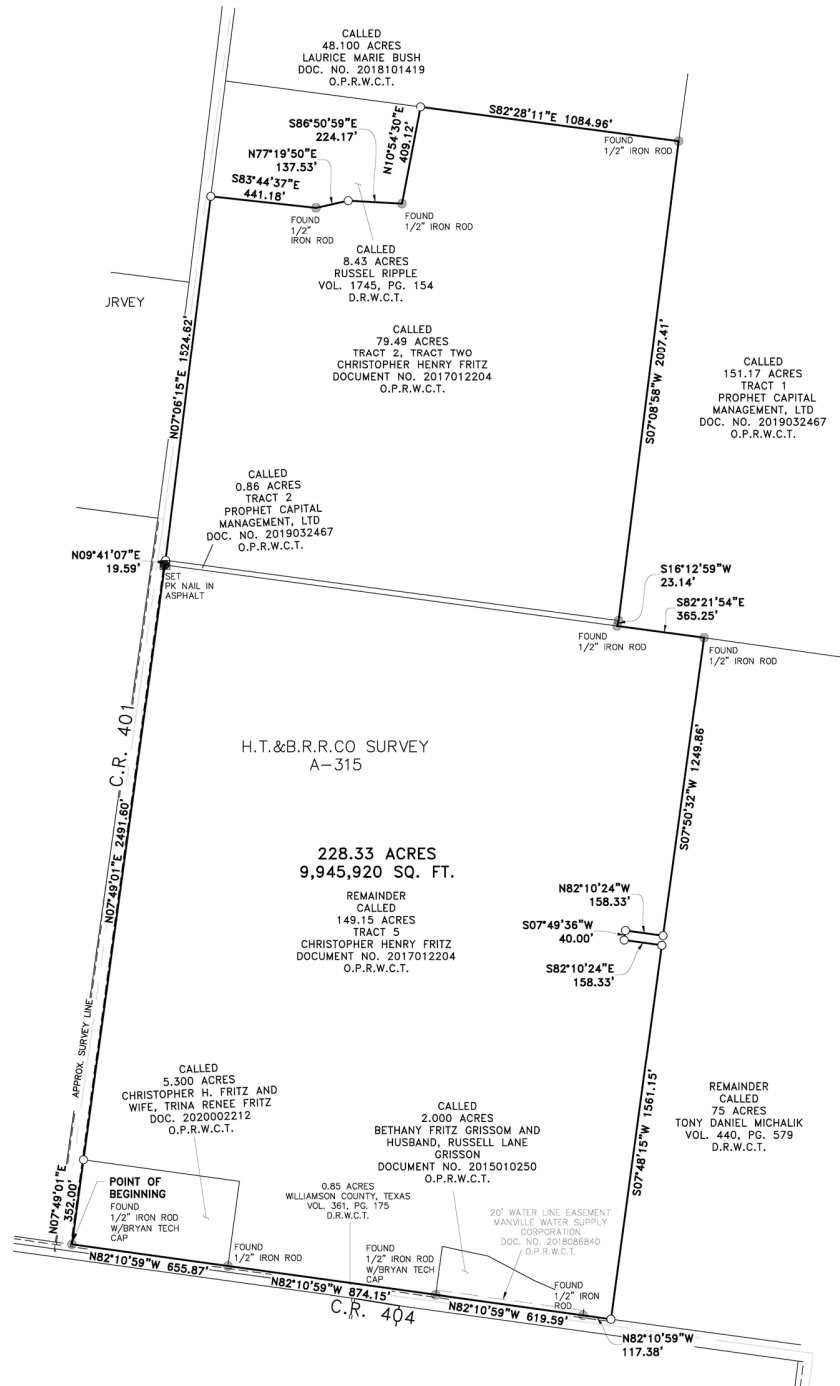 CALLED
48.100 ACRES
LAURICE MARIE BUSH
DOC. NO. 2018101419
O.P.R.W.C.T.
S82°28'11"E 1084.96'
S86°50'59"E
224.17'
N10°54'30"E
409.12'
N77°19'50"E
137.53'
S83°44'37"E
441.18'
FOUND
1/2" IRON ROD
FOUND
1/2"
IRON ROD
FOUND
1/2" IRON ROD
CALLED
8.43 ACRES
RUSSEL RIPPLE
VOL. 1745, PG. 154
D.R.W.C.T.
JRVEY
CALLED
79.49 ACRES
TRACT 2, TRACT TWO
CHRISTOPHER HENRY FRITZ
DOCUMENT NO. 2017012204
O.P.R.W.C.T.
N07°06'15"E 1524.62'
S07°08'58"W 2007.41'
CALLED
151.17 ACRES
TRACT 1
PROPHET CAPITAL
MANAGEMENT, LTD
DOC. NO. 2019032467
O.P.R.W.C.T.
CALLED
0.86 ACRES
TRACT 2
PROPHET CAPITAL
MANAGEMENT, LTD
DOC. NO. 2019032467
O.P.R.W.C.T.
N09°41'07"E
19.59'
SET
PK NAIL IN
ASPHALT
S16°12'59"W
23.14'
S82°21'54"E
365.25'
FOUND
1/2" IRON ROD
FOUND
1/2" IRON ROD
C.R. 401
H.T.&B.R.R.CO SURVEY
A-315
S07°50'32"W 1249.86'
N07°49'01"E 2491.60'
228.33 ACRES
9,945,920 SQ. FT.
REMAINDER
CALLED
149.15 ACRES
TRACT 5
CHRISTOPHER HENRY FRITZ
DOCUMENT NO. 2017012204
O.P.R.W.C.T.
N82°10'24"W
158.33'
S07°49'36"W
40.00'
S82°10'24"E
158.33'
APPROX. SURVEY LINE
CALLED
5.300 ACRES
CHRISTOPHER H. FRITZ AND
WIFE, TRINA RENEE FRITZ
DOC. 2020002212
O.P.R.W.C.T.
CALLED
2.000 ACRES
BETHANY FRITZ GRISSOM AND
HUSBAND, RUSSELL LANE
GRISSON
DOCUMENT NO. 2015010250
O.P.R.W.C.T.
REMAINDER
CALLED
75 ACRES
TONY DANIEL MICHALIK
VOL. 440, PG. 579
D.R.W.C.T.
S07°48'15"W 1561.15'
N07°49'01"E
352.00'
POINT OF
BEGINNING
FOUND
1/2" IRON ROD
W/BRYAN TECH
CAP
0.85 ACRES
WILLIAMSON COUNTY, TEXAS
VOL. 361, PG. 175
D.R.W.C.T.
20' WATER LINE EASEMENT
MANVILLE WATER SUPPLY
CORPORATION
DOC. NO. 2018086840
O.P.R.W.C.T.
FOUND
1/2" IRON ROD
FOUND
1/2" IRON ROD
W/BRYAN TECH
CAP
FOUND
1/2" IRON
ROD
N82°10'59"W 655.87'
N82°10'59"W 874.15'
N82°10'59"W 619.59'
N82°10'59"W
117.38'
C.R. 404